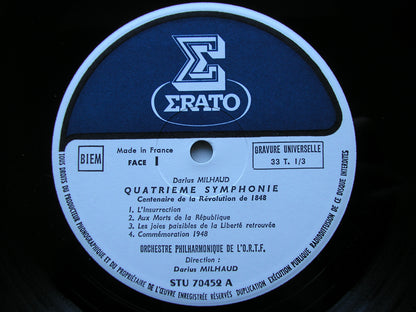 Σ
ΣRATO
BIEM
Made in France
FACE 1
GRAVURE UNIVERSELLE
33 T. 1/3
Darius MILHAUD
QUATRIEME SYMPHONIE
Centenaire de la Révolution de 1848
1. L'Insurrection
2. Aux Morts de la République
3. Les joies paisibles de la Liberté retrouvée
4. Commémoration 1948
ORCHESTRE PHILHARMONIQUE DE L'O.R.T.F.
Direction :
Darius MILHAUD
STU 70452 A
TOUS DROITS DU PRODUCTEUR PHONOGRAPHIQUE ET DU PROPRIÉTAIRE DE L'ŒUVRE ENREGISTRÉE RÉSERVÉS DUPLICATION EXÉCUTION PUBLIQUE RADIODIFFUSION DE CE DISQUE INTERDITES